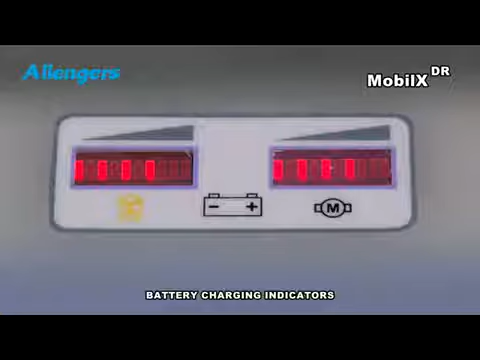 Allengers
MobilX DR
- +
M
BATTERY CHARGING INDICATORS